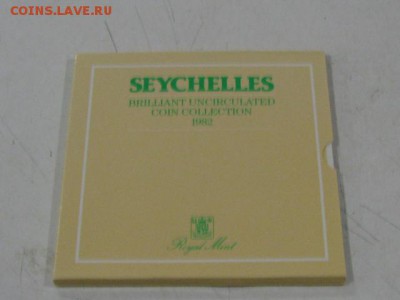 COINS.LAVE.RU
SEYCHELLES
BRILLIANT UNCIRCULATED
COIN COLLECTION
1982
Royal Mint